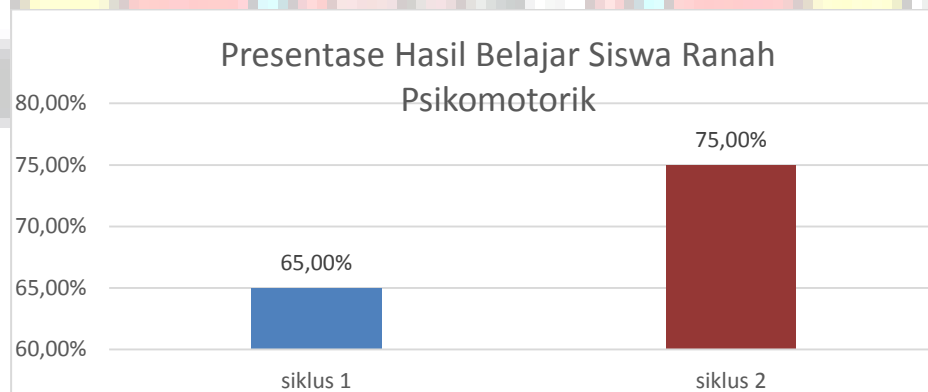 Presentase Hasil Belajar Siswa Ranah
Psikomotorik
80,00%
75,00%
70,00%
65,00%
60,00%
65,00%
75,00%
siklus 1
siklus 2